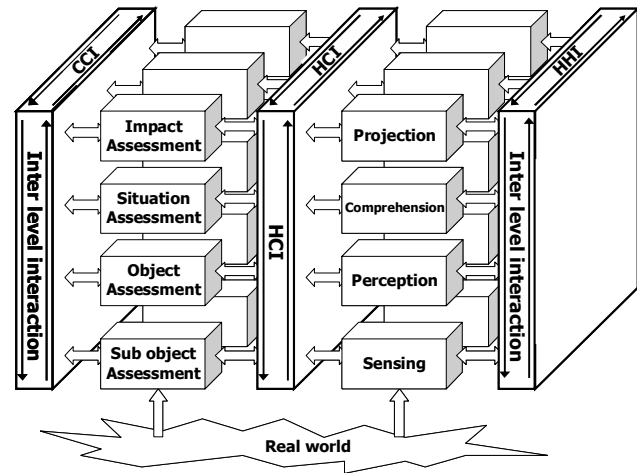 CCI
HCI
HHI
Impact
Assessment
Projection
Situation
Assessment
Comprehension
Object
Assessment
Perception
Sub object
Assessment
Sensing
Inter level interaction
HCI
Inter level interaction
Real world